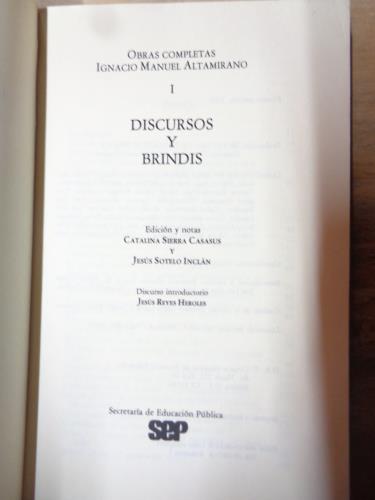 OBRAS COMPLETAS
IGNACIO MANUEL ALTAMIRANO
I
DISCURSOS
Y
BRINDIS
Edición y notas
CATALINA SIERRA CASASUS
Y
JESÚS SOTELO INCLÁN
Discurso introductorio
JESÚS REYES HEROLES
Secretaría de Educación Pública
SEP